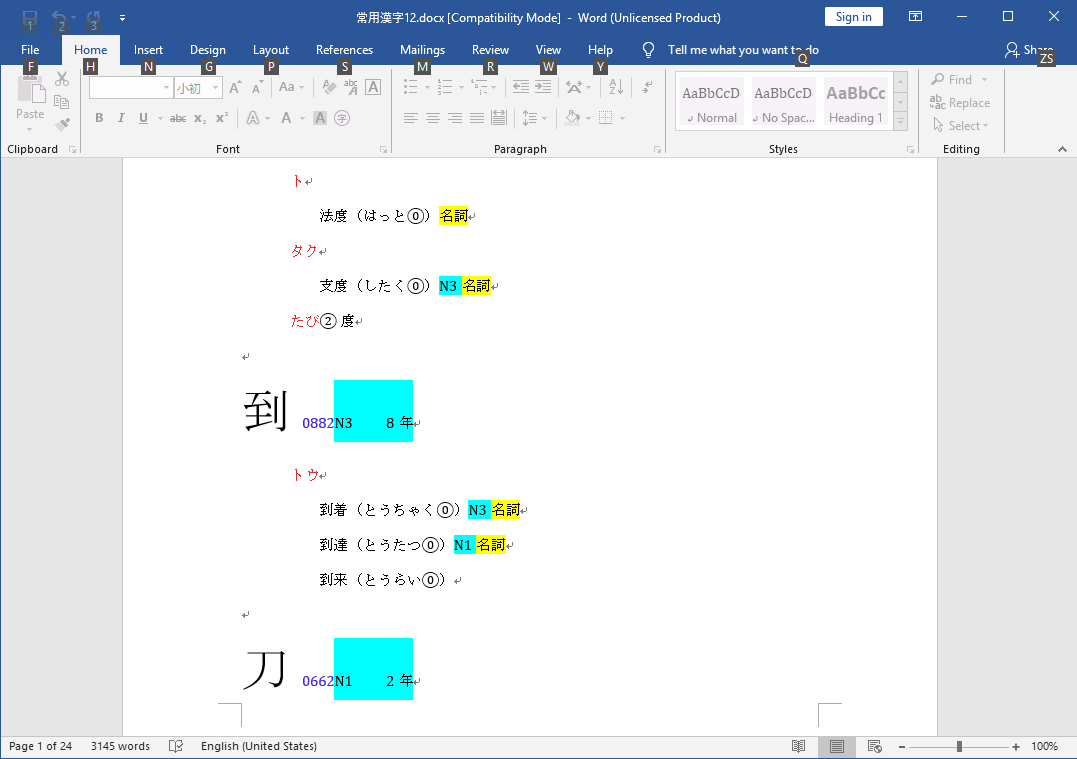 1 2 3
常用漢字12.docx [Compatibility Mode] - Word (Unlicensed Product)
Sign in
File Home Insert Design Layout References Mailings Review View Help Tell me what you want to do Share
F H N G P S M R W Y Q ZS
Paste
小初
Aa
B I U abc x₂ x² A A A 字
AaBbCcD AaBbCcD AaBbCc
↲ Normal ↲ No Spac... Heading 1
Find
Replace
Select
Clipboard Font Paragraph Styles Editing
ト↵
法度（はっと⓪）名詞↵
タク↵
支度（したく⓪）N3 名詞↵
たび② 度↵
↵
到 0882N3 8 年↵
トウ↵
到着（とうちゃく⓪）N3 名詞↵
到達（とうたつ⓪）N1 名詞↵
到来（とうらい⓪）↵
↵
刀 0662N1 2 年↵
Page 1 of 24 3145 words English (United States) 100%